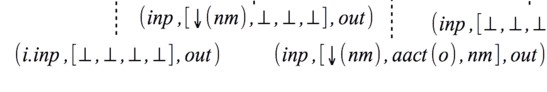 (inp,[↓(nm),⊥,⊥,⊥],out) (inp,[⊥,⊥,⊥
(i.inp,[⊥,⊥,⊥,⊥],out) (inp,[↓(nm),aact(o),nm],out)